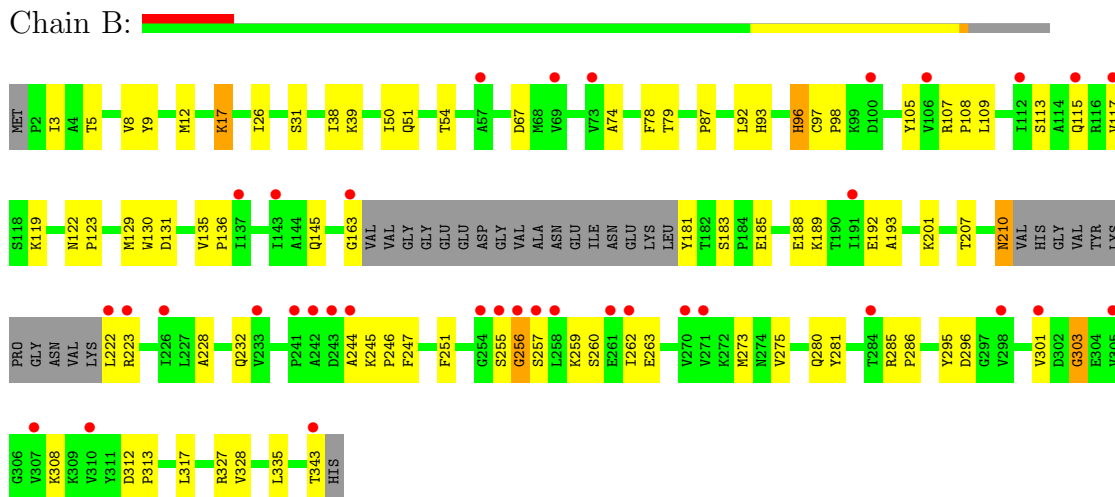 Chain B:
MET P2 I3 A4 T5 V8 Y9 M12 K17 I26 S31 I38 K39 I50 Q51 T54 A57 D67 M68 V69 V73 A74 F78 T79 P87 L92 H93 H96 C97 P98 K99 D100 Y105 V106 R107 P108 L109 I112 S113 A114 Q115 R116 V117
S118 K119 N122 P123 M129 W130 D131 V135 P136 I137 I143 A144 Q145 G163 VAL VAL GLY GLY GLU GLU ASP GLY VAL ALA ASN GLU ILE ASN GLU LYS LEU Y181 T182 S183 P184 E185 E188 K189 T190 I191 E192 A193 K201 T207 N210 VAL HIS GLY VAL TYR LYS
PRO GLY ASN VAL LYS L222 R223 I226 L227 A228 Q232 V233 P241 A242 D243 A244 K245 P246 F247 F251 G254 S255 G256 S257 L258 K259 S260 E261 I262 E263 V270 V271 K272 M273 N274 V275 Q280 Y281 T284 R285 P286 Y295 D296 G297 V298 V301 D302 G303 E304 V305
G306 V307 K308 K309 V310 Y311 D312 P313 L317 R327 V328 L335 T343 HIS